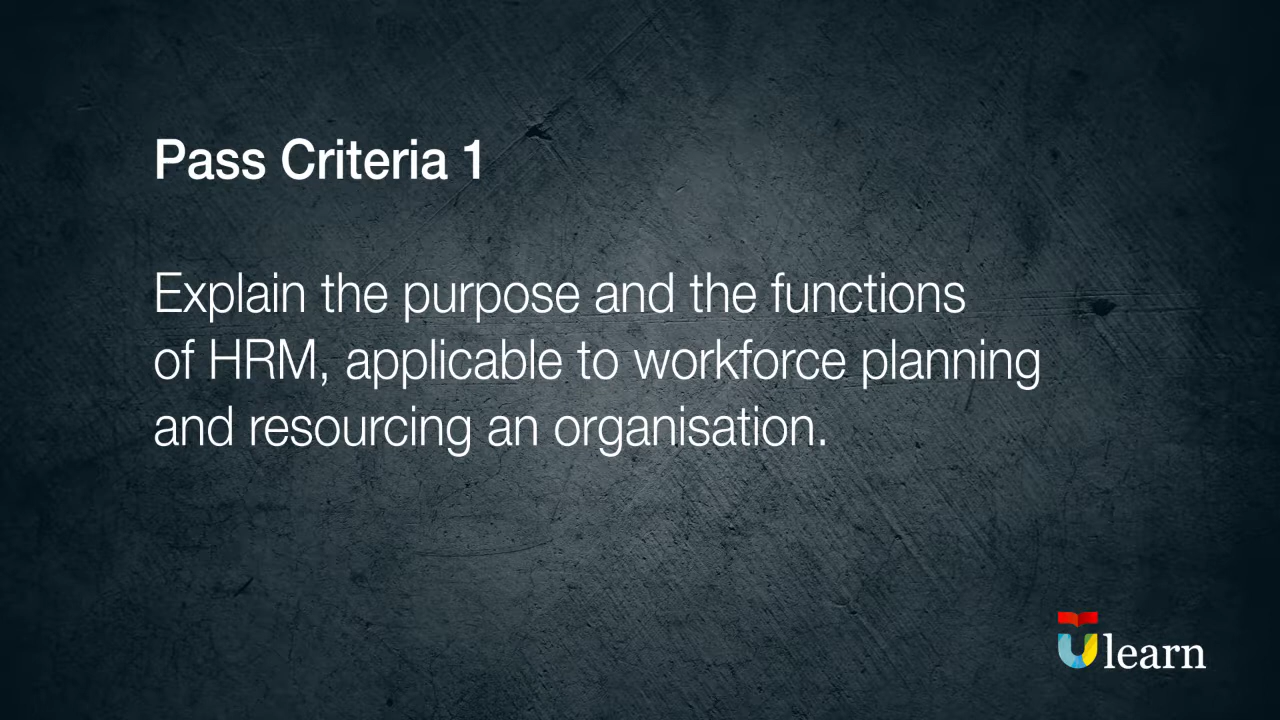 Pass Criteria 1
Explain the purpose and the functions
of HRM, applicable to workforce planning
and resourcing an organisation.
U learn